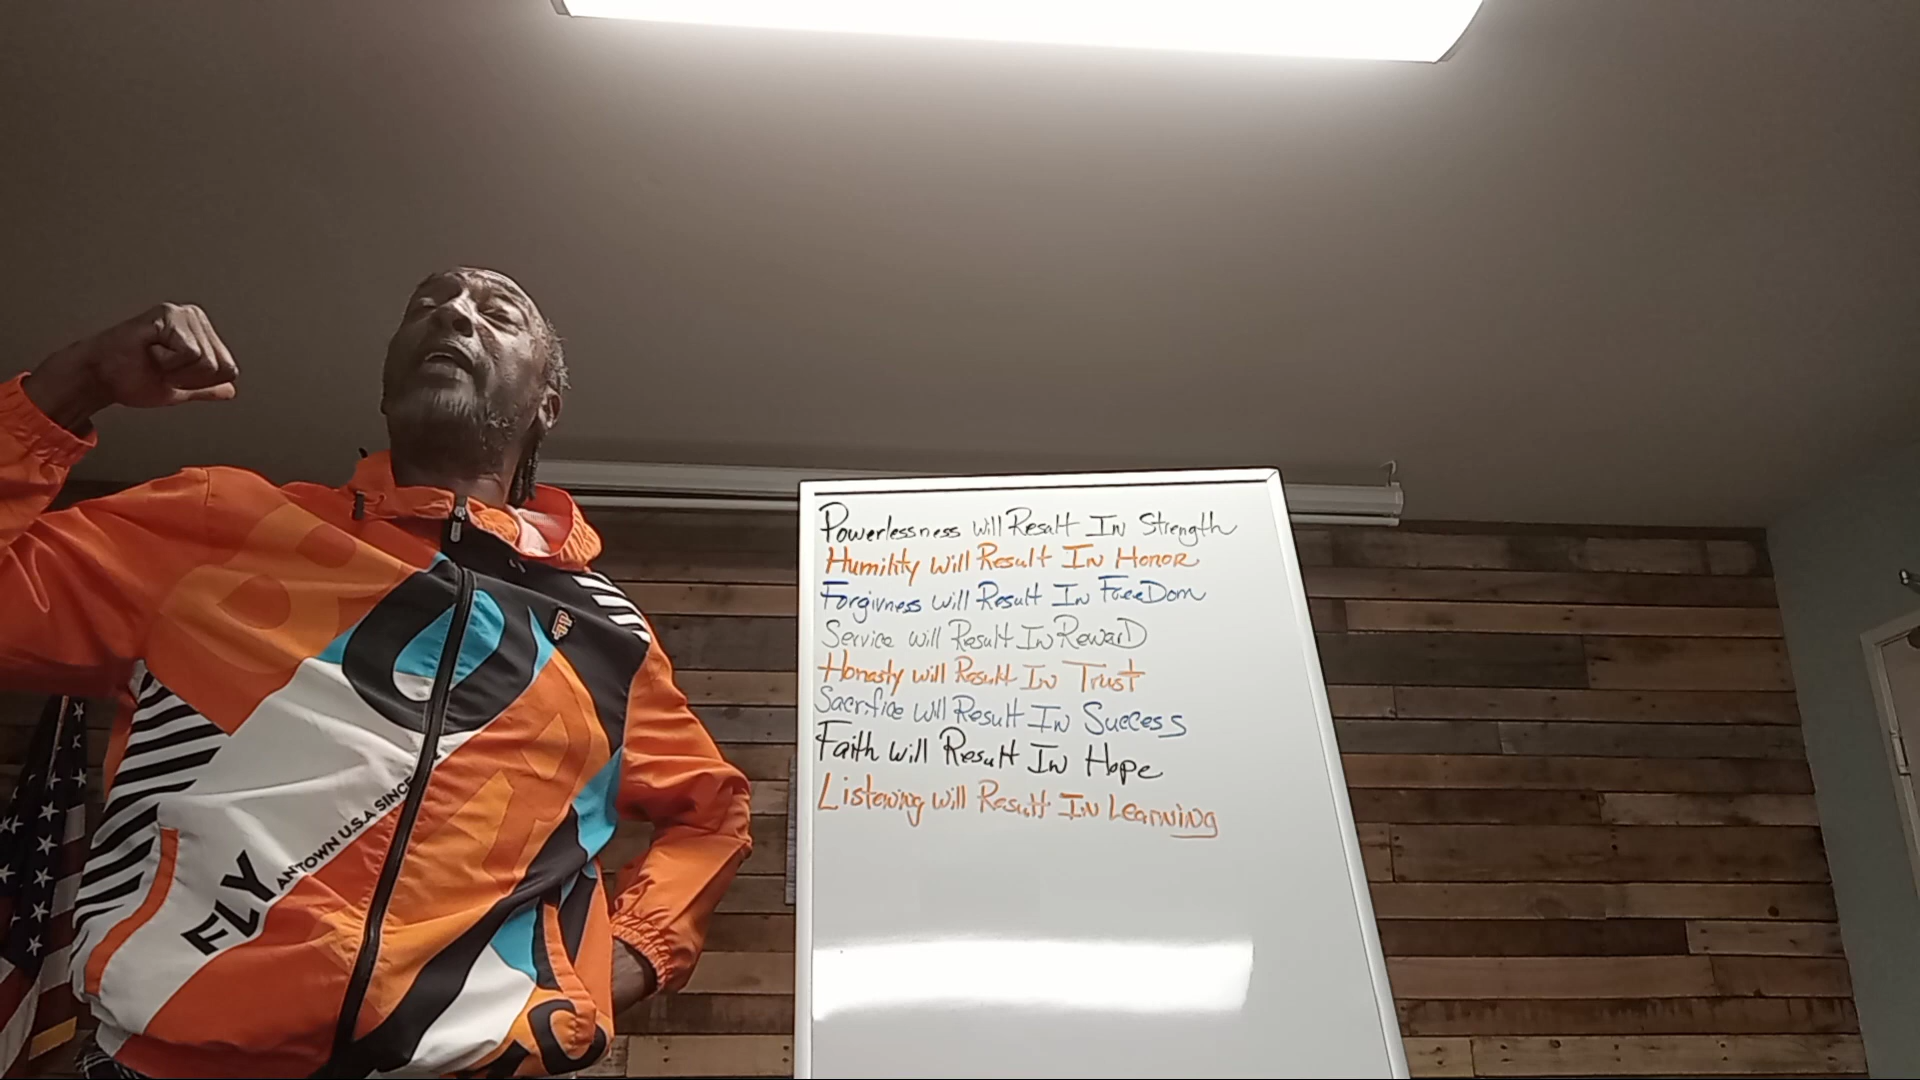 Powerlessness will Result In Strength
Humility will Result In Honor
Forgivness will Result In FreeDom
Service will Result In RewarD
Honesty will Result In Trust
Sacrifice will Result In Success
Faith will Result In Hope
Listening will Result In Learning
BORN
FLY
ANYTOWN U.S.A SINCE